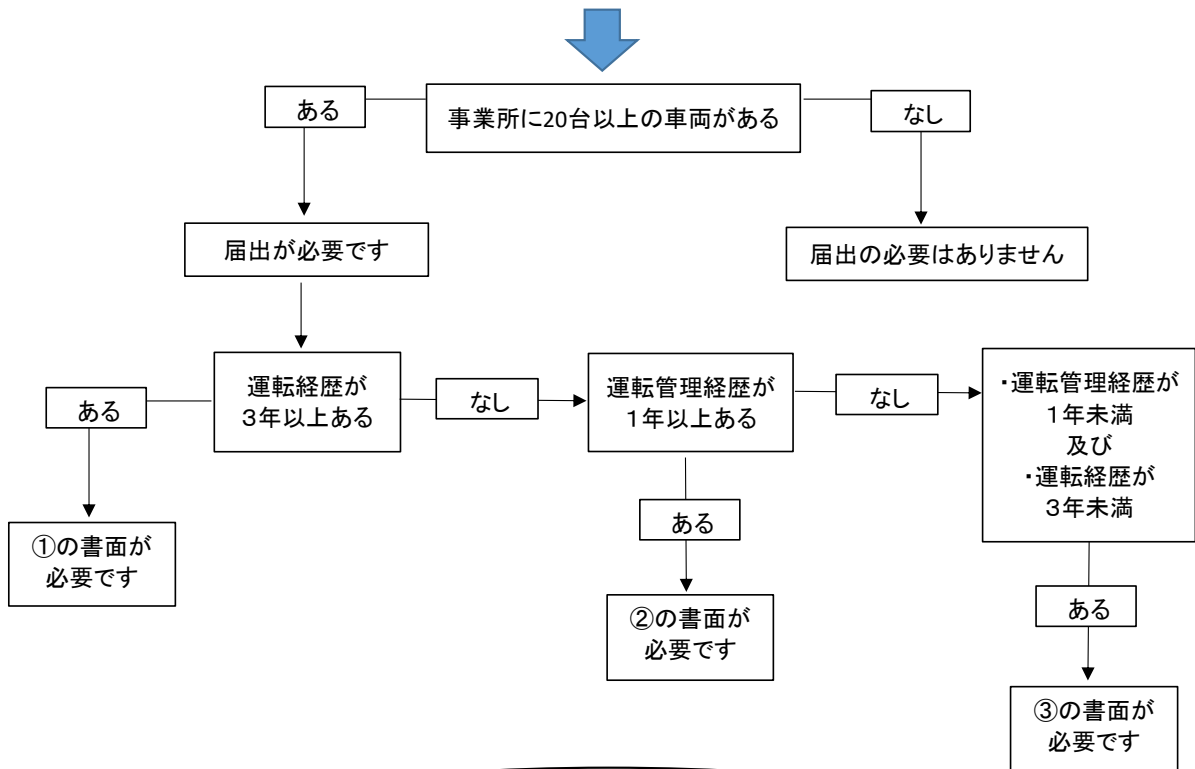 事業所に20台以上の車両がある
ある
なし
届出が必要です
届出の必要はありません
運転経歴が
３年以上ある
ある
なし
運転管理経歴が
１年以上ある
なし
・運転管理経歴が
１年未満
及び
・運転経歴が
３年未満
①の書面が
必要です
ある
②の書面が
必要です
ある
③の書面が
必要です